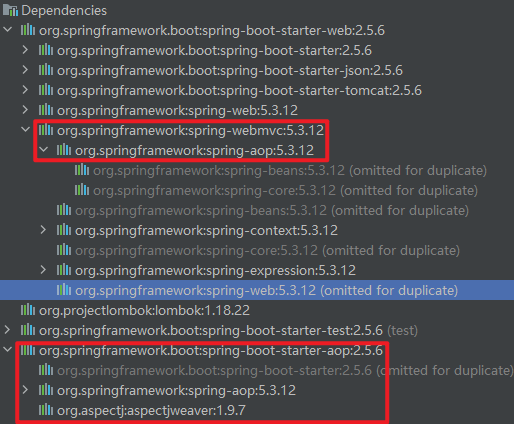 Dependencies
org.springframework.boot:spring-boot-starter-web:2.5.6
org.springframework.boot:spring-boot-starter:2.5.6
org.springframework.boot:spring-boot-starter-json:2.5.6
org.springframework.boot:spring-boot-starter-tomcat:2.5.6
org.springframework:spring-web:5.3.12
org.springframework:spring-webmvc:5.3.12
org.springframework:spring-aop:5.3.12
org.springframework:spring-beans:5.3.12 (omitted for duplicate)
org.springframework:spring-core:5.3.12 (omitted for duplicate)
org.springframework:spring-beans:5.3.12 (omitted for duplicate)
org.springframework:spring-context:5.3.12
org.springframework:spring-core:5.3.12 (omitted for duplicate)
org.springframework:spring-expression:5.3.12
org.springframework:spring-web:5.3.12 (omitted for duplicate)
org.projectlombok:lombok:1.18.22
org.springframework.boot:spring-boot-starter-test:2.5.6 (test)
org.springframework.boot:spring-boot-starter-aop:2.5.6
org.springframework.boot:spring-boot-starter:2.5.6 (omitted for duplicate)
org.springframework:spring-aop:5.3.12
org.aspectj:aspectjweaver:1.9.7